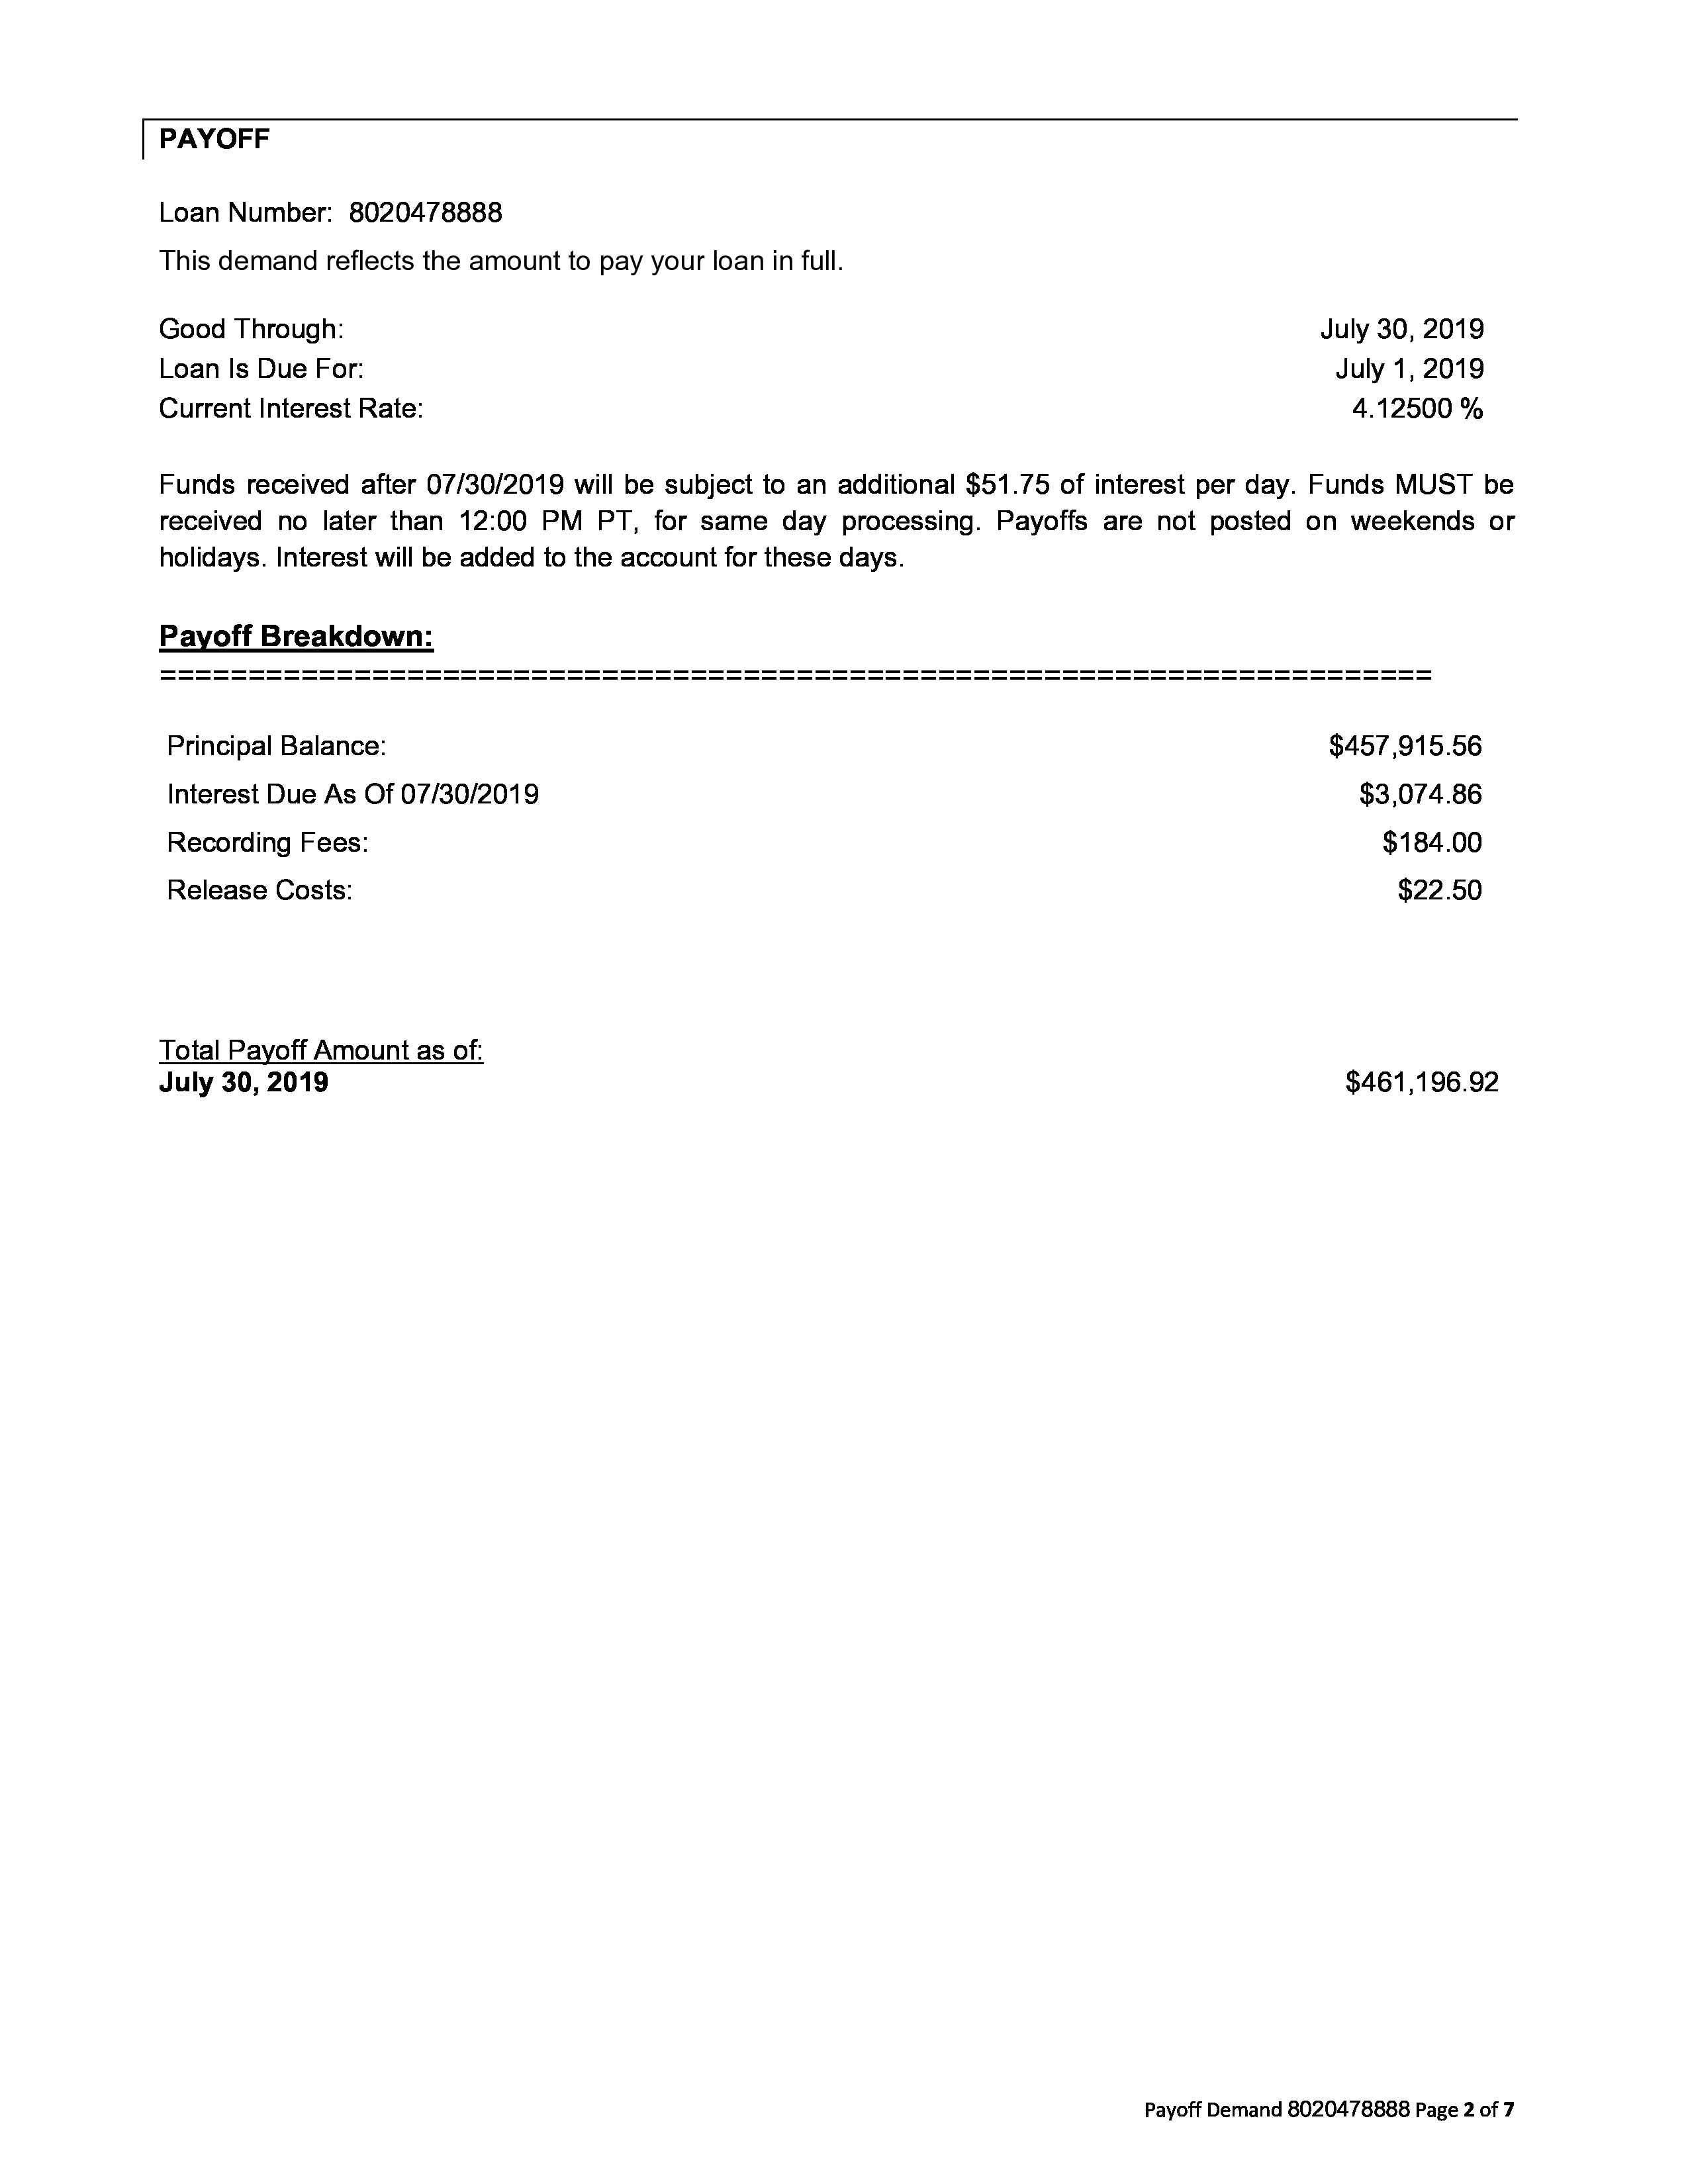 PAYOFF
Loan Number: 8020478888
This demand reflects the amount to pay your loan in full.
Good Through: July 30, 2019
Loan Is Due For: July 1, 2019
Current Interest Rate: 4.12500 %
Funds received after 07/30/2019 will be subject to an additional $51.75 of interest per day. Funds MUST be
received no later than 12:00 PM PT, for same day processing. Payoffs are not posted on weekends or
holidays. Interest will be added to the account for these days.
Payoff Breakdown:
========================================================================
Principal Balance: $457,915.56
Interest Due As Of 07/30/2019 $3,074.86
Recording Fees: $184.00
Release Costs: $22.50
Total Payoff Amount as of:
July 30, 2019 $461,196.92
Payoff Demand 8020478888 Page 2 of 7